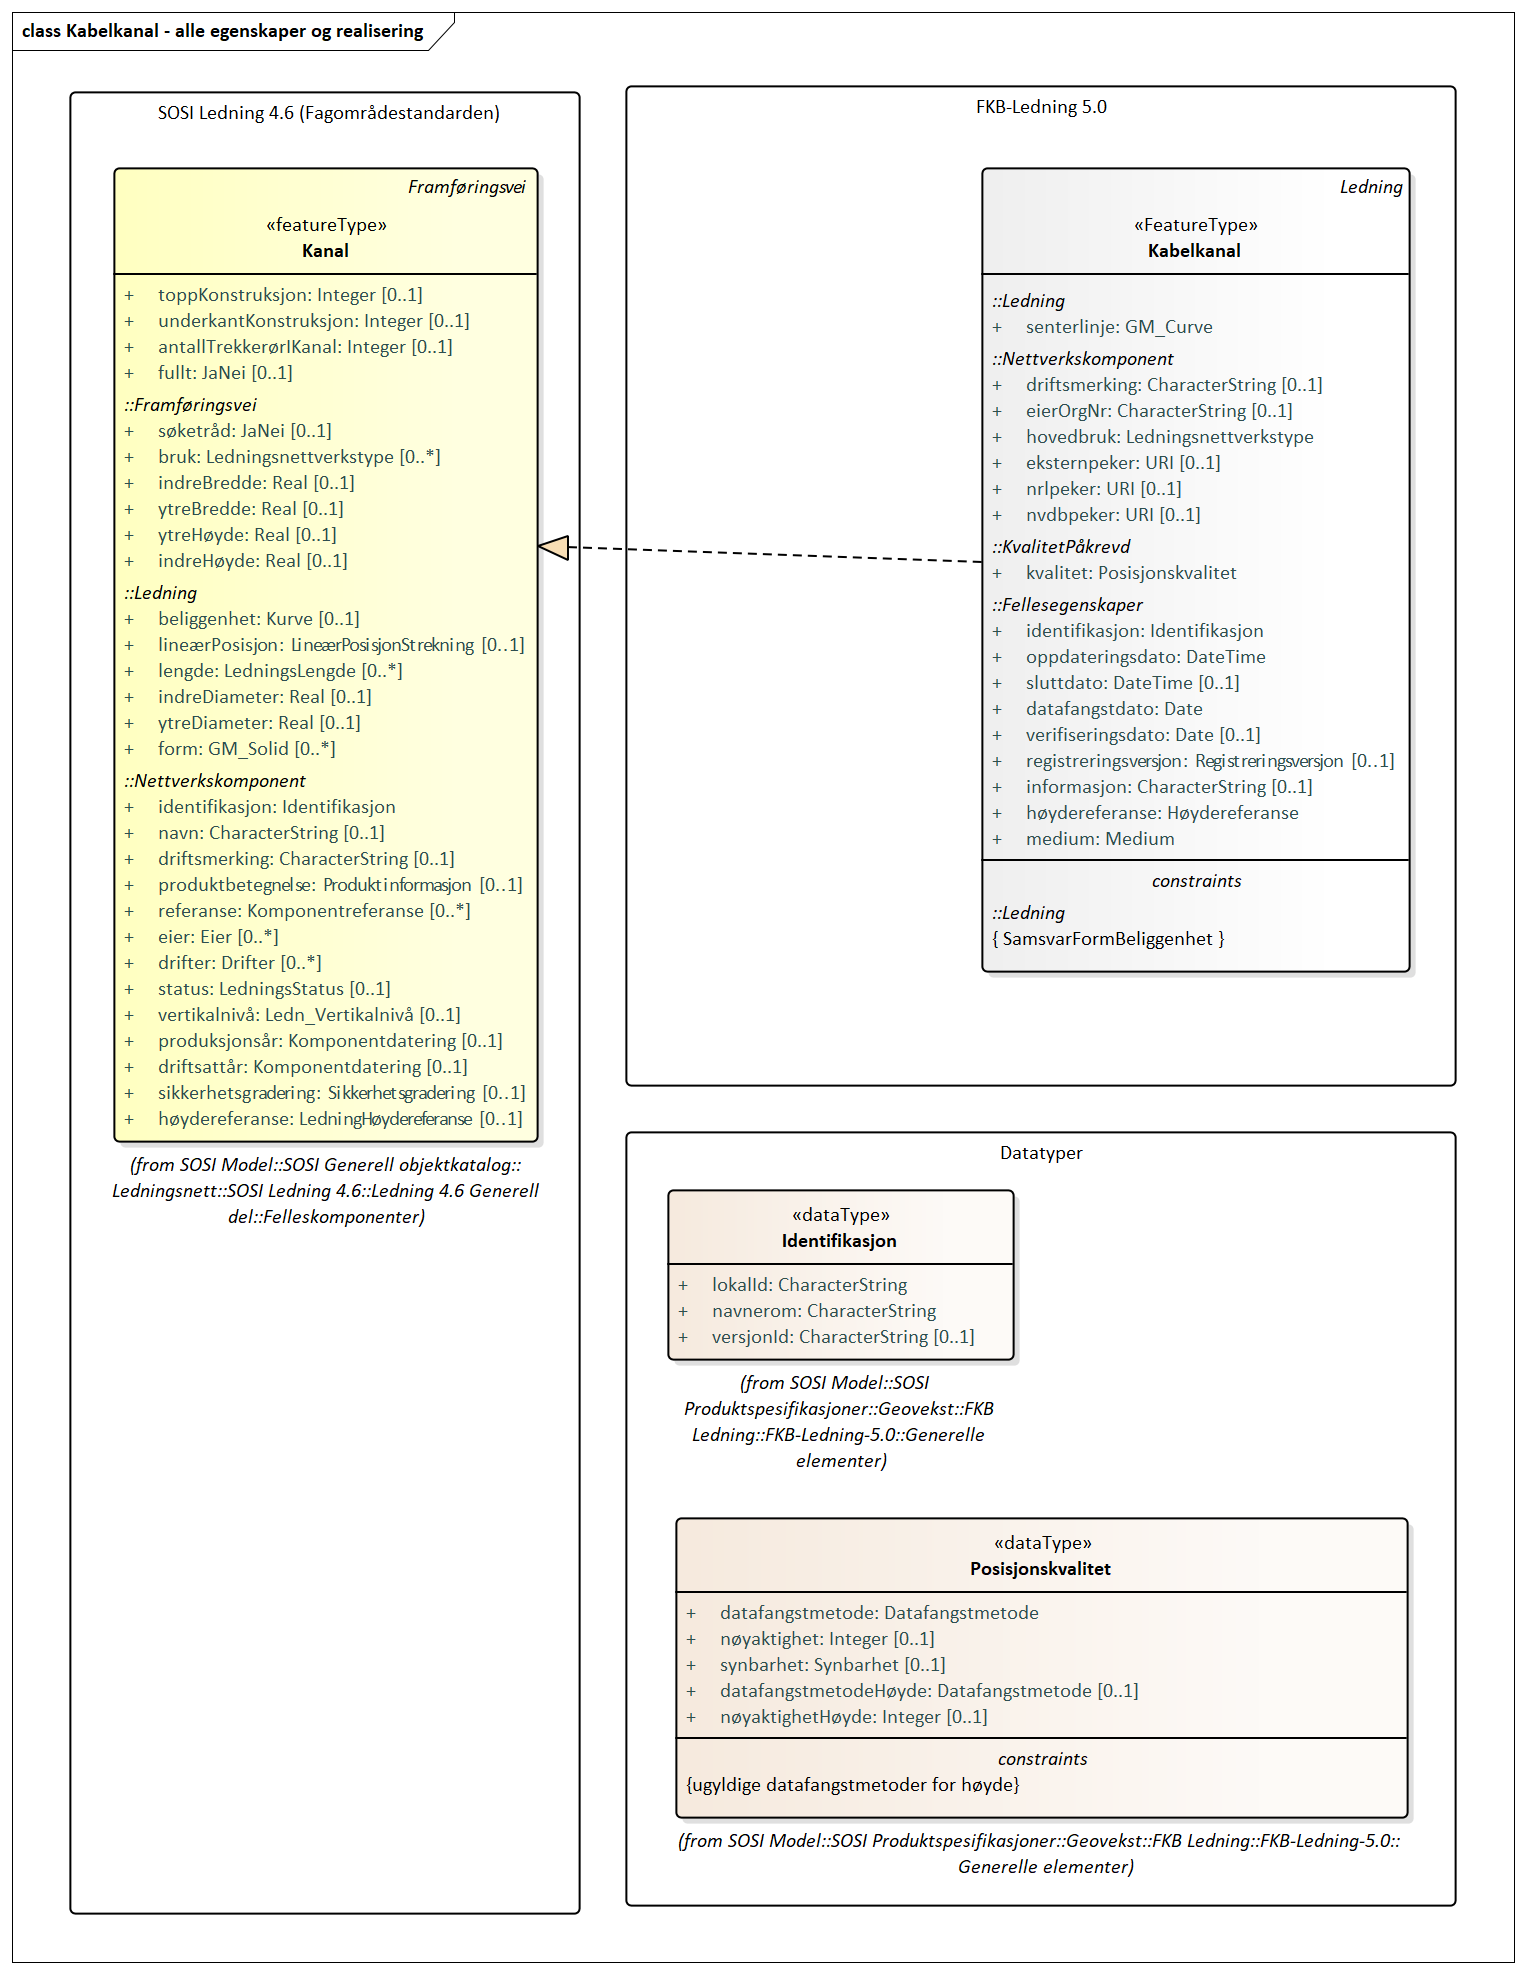 class Kabelkanal - alle egenskaper og realisering
SOSI Ledning 4.6 (Fagområdestandarden)
Framføringsvei
«featureType»
Kanal
+ toppKonstruksjon: Integer [0..1]
+ underkantKonstruksjon: Integer [0..1]
+ antallTrekkerørIKanal: Integer [0..1]
+ fullt: JaNei [0..1]
::Framføringsvei
+ søketråd: JaNei [0..1]
+ bruk: Ledningsnettverkstype [0..*]
+ indreBredde: Real [0..1]
+ ytreBredde: Real [0..1]
+ ytreHøyde: Real [0..1]
+ indreHøyde: Real [0..1]
::Ledning
+ beliggenhet: Kurve [0..1]
+ lineærPosisjon: LineærPosisjonStrekning [0..1]
+ lengde: LedningsLengde [0..*]
+ indreDiameter: Real [0..1]
+ ytreDiameter: Real [0..1]
+ form: GM_Solid [0..*]
::Nettverkskomponent
+ identifikasjon: Identifikasjon
+ navn: CharacterString [0..1]
+ driftsmerking: CharacterString [0..1]
+ produktbetegnelse: Produktinformasjon [0..1]
+ referanse: Komponentreferanse [0..*]
+ eier: Eier [0..*]
+ drifter: Drifter [0..*]
+ status: LedningsStatus [0..1]
+ vertikalnivå: Ledn_Vertikalnivå [0..1]
+ produksjonsår: Komponentdatering [0..1]
+ driftsattår: Komponentdatering [0..1]
+ sikkerhetsgradering: Sikkerhetsgradering [0..1]
+ høydereferanse: LedningHøydereferanse [0..1]
(from SOSI Model::SOSI Generell objektkatalog::
Ledningsnett::SOSI Ledning 4.6::Ledning 4.6 Generell
del::Felleskomponenter)
FKB-Ledning 5.0
Ledning
«FeatureType»
Kabelkanal
::Ledning
+ senterlinje: GM_Curve
::Nettverkskomponent
+ driftsmerking: CharacterString [0..1]
+ eierOrgNr: CharacterString [0..1]
+ hovedbruk: Ledningsnettverkstype
+ eksternpeker: URI [0..1]
+ nrlpeker: URI [0..1]
+ nvdbpeker: URI [0..1]
::KvalitetPåkrevd
+ kvalitet: Posisjonskvalitet
::Fellesegenskaper
+ identifikasjon: Identifikasjon
+ oppdateringsdato: DateTime
+ sluttdato: DateTime [0..1]
+ datafangstdato: Date
+ verifiseringsdato: Date [0..1]
+ registreringsversjon: Registreringsversjon [0..1]
+ informasjon: CharacterString [0..1]
+ høydereferanse: Høydereferanse
+ medium: Medium
constraints
::Ledning
{ SamsvarFormBeliggenhet }
Datatyper
«dataType»
Identifikasjon
+ lokalId: CharacterString
+ navnerom: CharacterString
+ versjonId: CharacterString [0..1]
(from SOSI Model::SOSI
Produktspesifikasjoner::Geovekst::FKB
Ledning::FKB-Ledning-5.0::Generelle
elementer)
«dataType»
Posisjonskvalitet
+ datafangstmetode: Datafangstmetode
+ nøyaktighet: Integer [0..1]
+ synbarhet: Synbarhet [0..1]
+ datafangstmetodeHøyde: Datafangstmetode [0..1]
+ nøyaktighetHøyde: Integer [0..1]
constraints
{ugyldige datafangstmetoder for høyde}
(from SOSI Model::SOSI Produktspesifikasjoner::Geovekst::FKB Ledning::FKB-Ledning-5.0::
Generelle elementer)